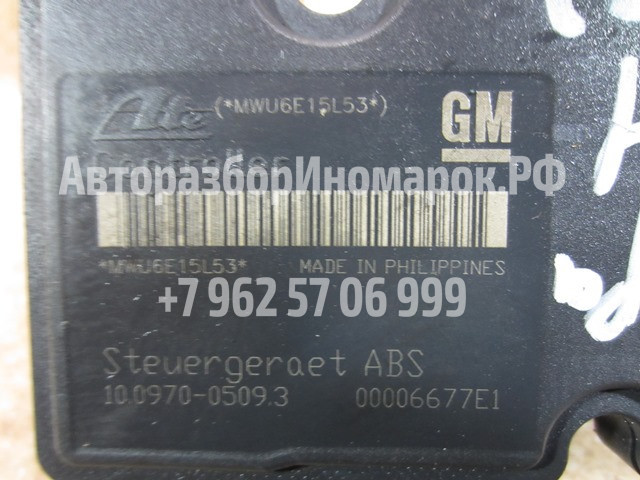 Ate (*MWU6E15L53*)
GM
АвторазборИномарок.РФ
*MWU6E15L53* MADE IN PHILIPPINES
+7 962 57 06 999
Steuergeraet ABS
10.0970-0509.3 00006677E1